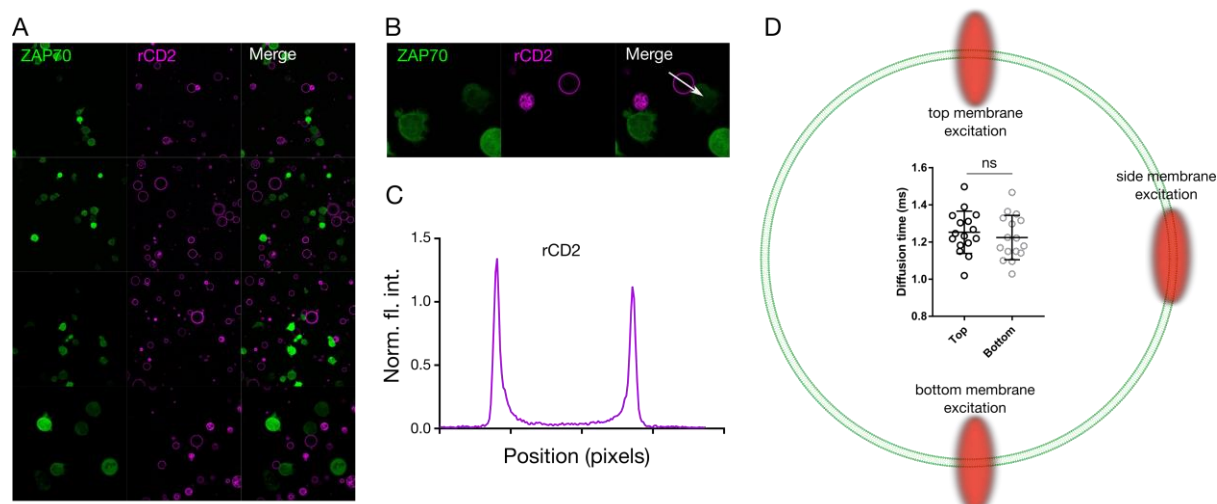 A
ZAP70
rCD2
Merge
B
ZAP70
rCD2
Merge
C
1.5
1.0
0.5
0.0
Norm. fl. int.
rCD2
Position (pixels)
D
top membrane
excitation
side membrane
excitation
bottom membrane
excitation
ns
1.6
1.4
1.2
1.0
0.8
Diffusion time (ms)
Top
Bottom